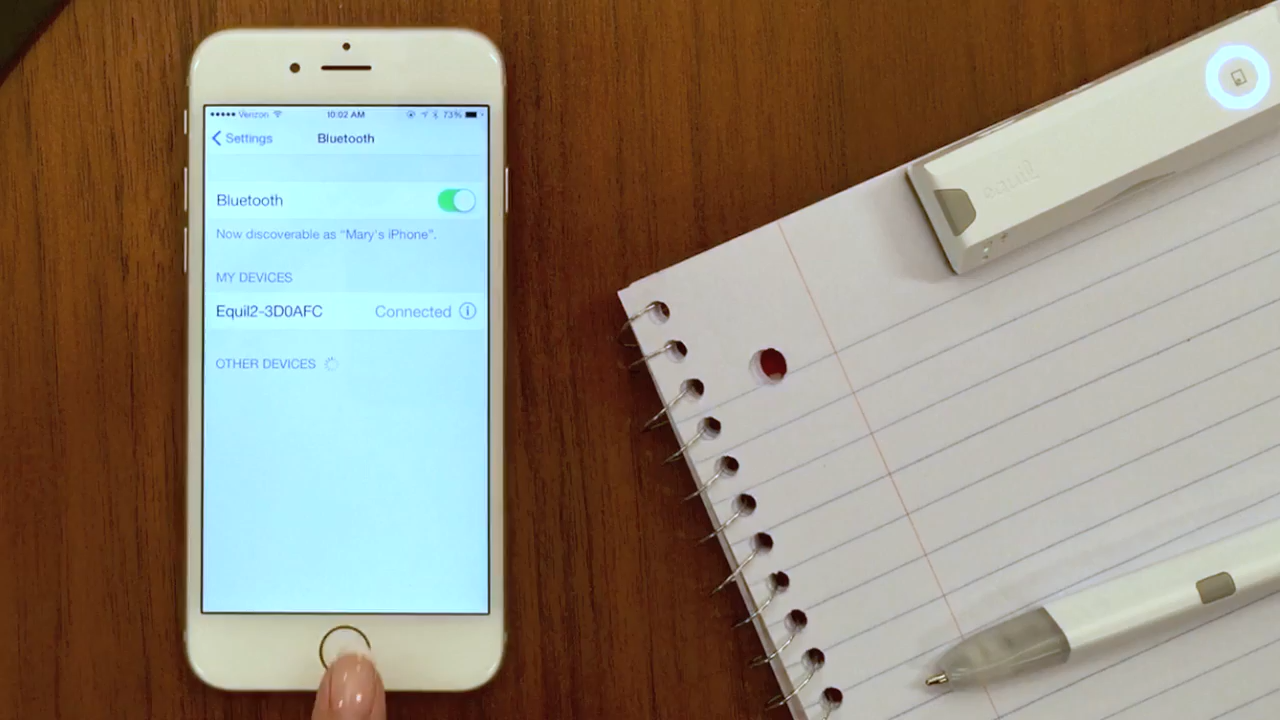 Verizon 10:02 AM 73%
Settings Bluetooth
Bluetooth
Now discoverable as “Mary's iPhone”.
MY DEVICES
Equil2-3D0AFC Connected
OTHER DEVICES
equil2